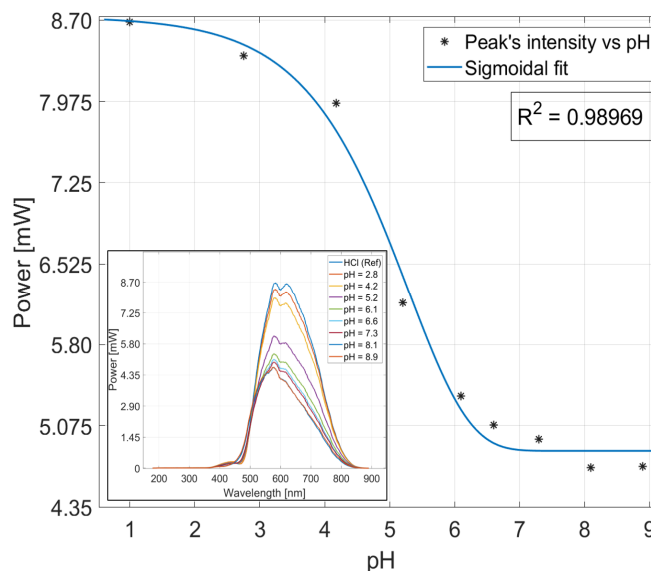 8.70
7.975
7.25
6.525
5.80
5.075
4.35
Power [mW]
1 2 3 4 5 6 7 8 9
pH
Peak's intensity vs pH
Sigmoidal fit
R² = 0.98969
8.70
7.25
5.80
4.35
2.90
1.45
0
Power [mW]
200 300 400 500 600 700 800 900
Wavelength [nm]
HCl (Ref)
pH = 2.8
pH = 4.2
pH = 5.2
pH = 6.1
pH = 6.6
pH = 7.3
pH = 8.1
pH = 8.9